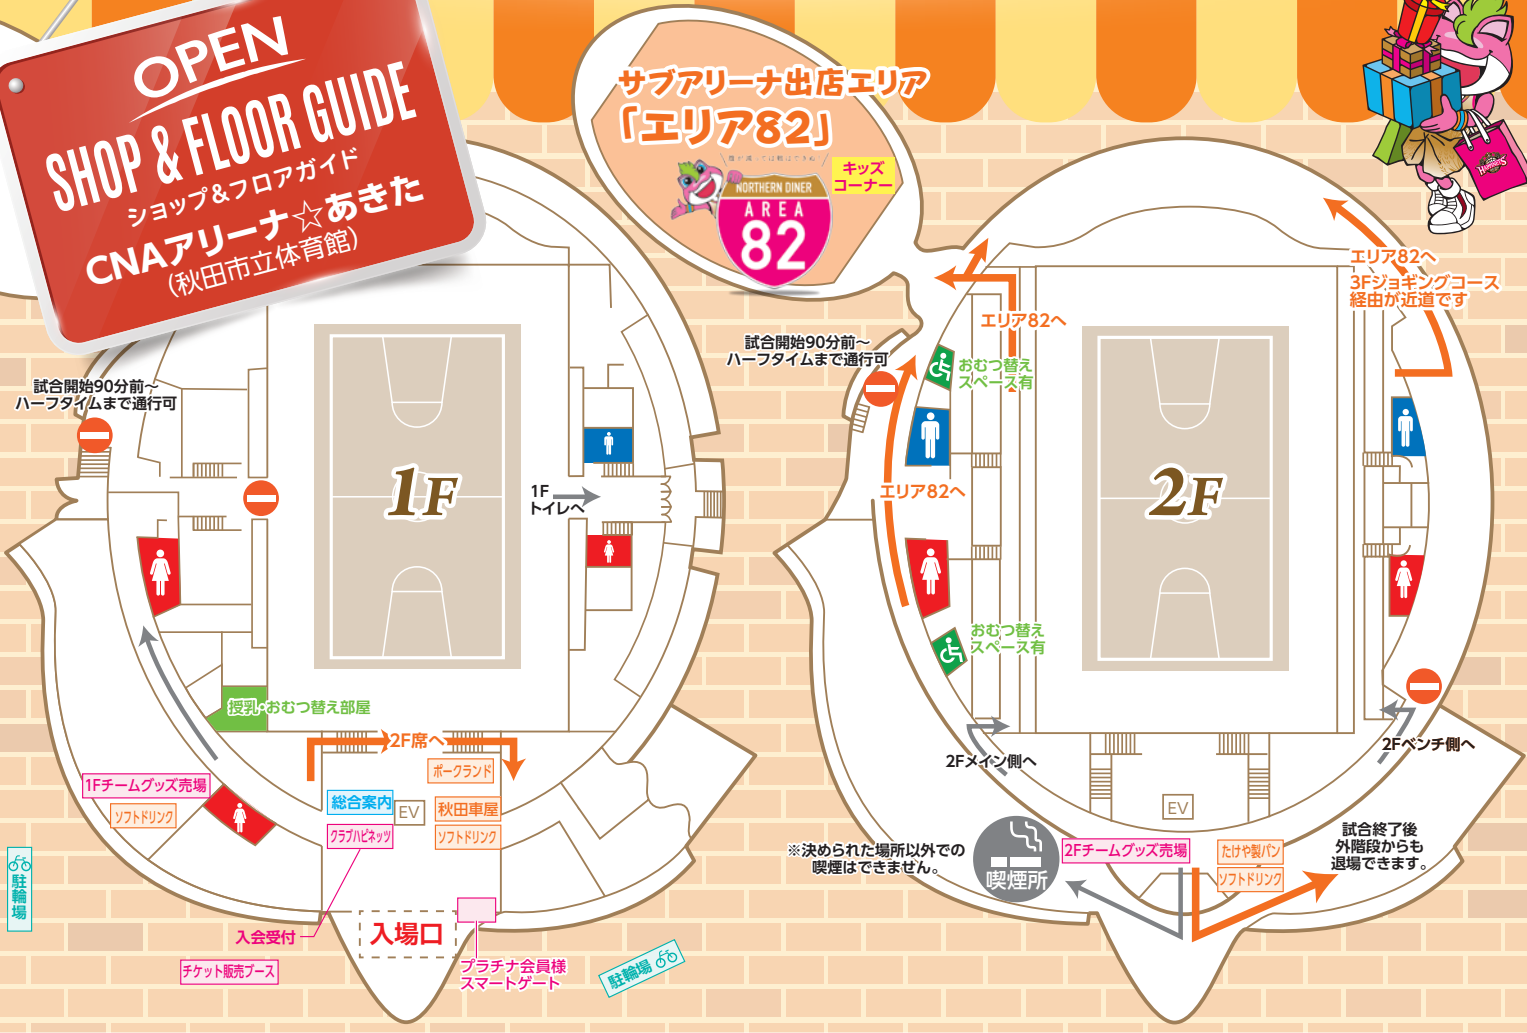 OPEN
SHOP & FLOOR GUIDE
ショップ&フロアガイド
CNAアリーナ☆あきた
(秋田市立体育館)
サブアリーナ出店エリア
「エリア82」
キッズ
コーナー
NORTHERN DINER
AREA
82
試合開始90分前〜
ハーフタイムまで通行可
1F
1F
トイレへ
授乳・おむつ替え部屋
2F席へ
ポークランド
1Fチームグッズ売場
ソフトドリンク
総合案内
EV
秋田車屋
クラブハピネッツ
ソフトドリンク
駐輪場
入会受付
入場口
チケット販売ブース
プラチナ会員様
スマートゲート
駐輪場
試合開始90分前〜
ハーフタイムまで通行可
エリア82へ
おむつ替え
スペース有
エリア82へ
3Fジョギングコース
経由が近道です
エリア82へ
2F
おむつ替え
スペース有
2Fメイン側へ
2Fベンチ側へ
EV
※決められた場所以外での
喫煙はできません。
喫煙所
2Fチームグッズ売場
たけや製パン
ソフトドリンク
試合終了後
外階段からも
退場できます。